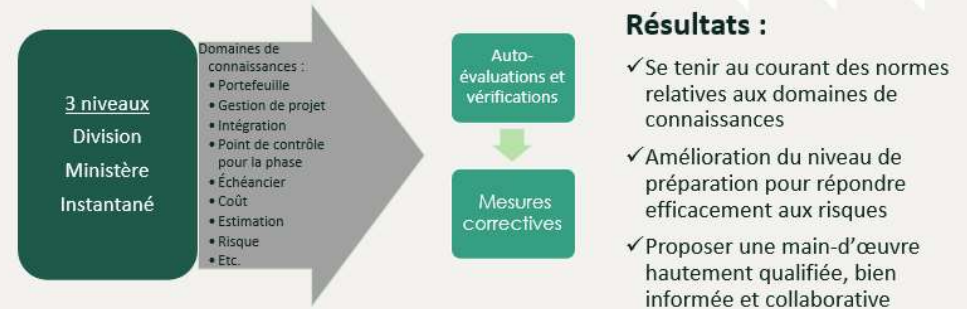 3 niveaux
Division
Ministère
Instantané
Domaines de
connaissances :
• Portefeuille
• Gestion de projet
• Intégration
• Point de contrôle
pour la phase
• Échéancier
• Coût
• Estimation
• Risque
• Etc.
Auto-
évaluations et
vérifications
Mesures
correctives
Résultats :
✓Se tenir au courant des normes
relatives aux domaines de
connaissances
✓Amélioration du niveau de
préparation pour répondre
efficacement aux risques
✓Proposer une main-d’œuvre
hautement qualifiée, bien
informée et collaborative